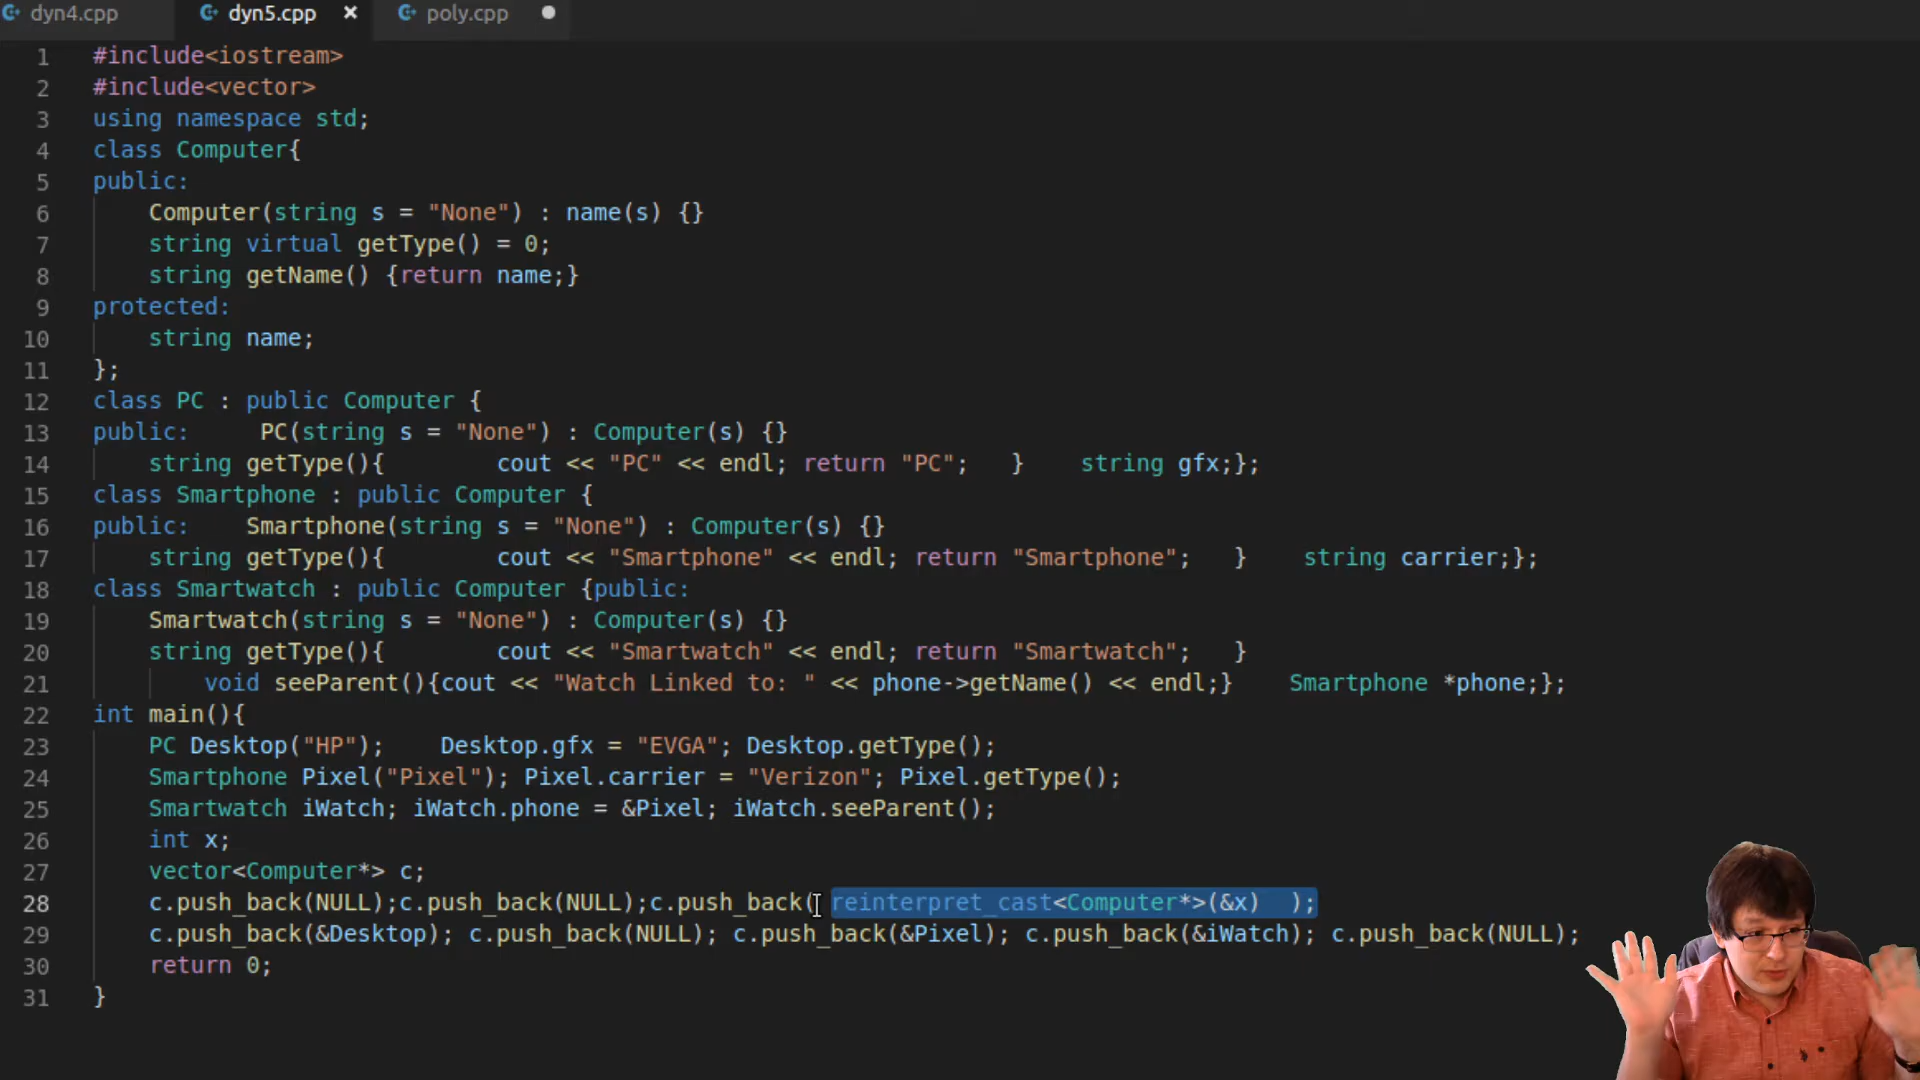 dyn4.cpp dyn5.cpp × poly.cpp
1 #include<iostream>
2 #include<vector>
3 using namespace std;
4 class Computer{
5 public:
6 Computer(string s = "None") : name(s) {}
7 string virtual getType() = 0;
8 string getName() {return name;}
9 protected:
10 string name;
11 };
12 class PC : public Computer {
13 public: PC(string s = "None") : Computer(s) {}
14 string getType(){ cout << "PC" << endl; return "PC"; } string gfx;};
15 class Smartphone : public Computer {
16 public: Smartphone(string s = "None") : Computer(s) {}
17 string getType(){ cout << "Smartphone" << endl; return "Smartphone"; } string carrier;};
18 class Smartwatch : public Computer {public:
19 Smartwatch(string s = "None") : Computer(s) {}
20 string getType(){ cout << "Smartwatch" << endl; return "Smartwatch"; }
21 void seeParent(){cout << "Watch Linked to: " << phone->getName() << endl;} Smartphone *phone;};
22 int main(){
23 PC Desktop("HP"); Desktop.gfx = "EVGA"; Desktop.getType();
24 Smartphone Pixel("Pixel"); Pixel.carrier = "Verizon"; Pixel.getType();
25 Smartwatch iWatch; iWatch.phone = &Pixel; iWatch.seeParent();
26 int x;
27 vector<Computer*> c;
28 c.push_back(NULL);c.push_back(NULL);c.push_back( reinterpret_cast<Computer*>(&x) );
29 c.push_back(&Desktop); c.push_back(NULL); c.push_back(&Pixel); c.push_back(&iWatch); c.push_back(NULL);
30 return 0;
31 }